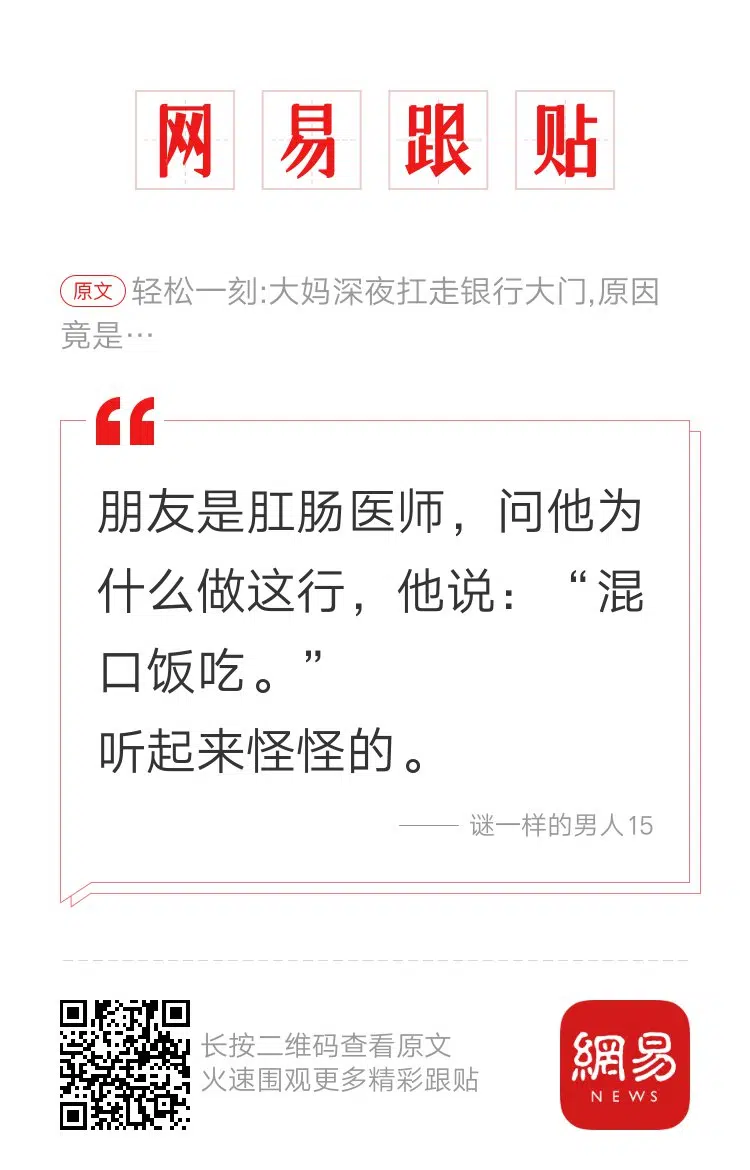 网易跟贴
原文 轻松一刻:大妈深夜扛走银行大门,原因
竟是…
朋友是肛肠医师，问他为
什么做这行，他说：“混
口饭吃。”
听起来怪怪的。
—— 谜一样的男人15
长按二维码查看原文
火速围观更多精彩跟贴
網易
NEWS